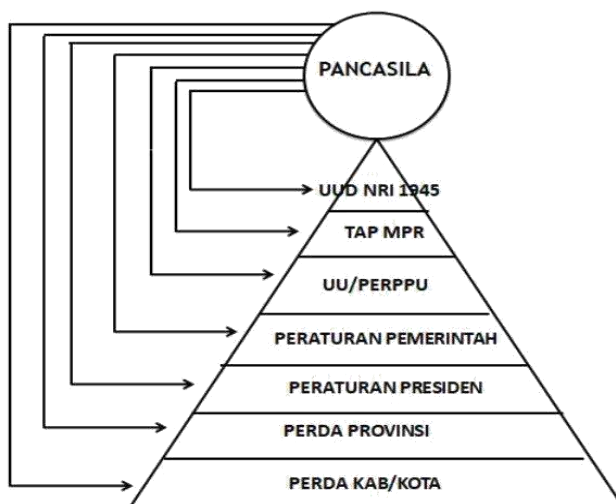 PANCASILA
UUD NRI 1945
TAP MPR
UU/PERPPU
PERATURAN PEMERINTAH
PERATURAN PRESIDEN
PERDA PROVINSI
PERDA KAB/KOTA